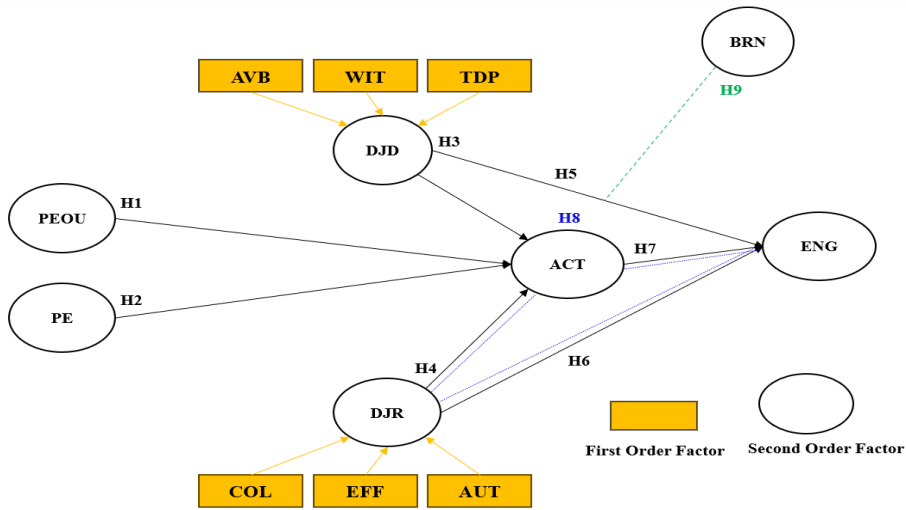 BRN
H9
AVB WIT TDP
DJD
H3
H5
PEOU
H1
H8
ACT
H7
ENG
PE
H2
H4
H6
DJR
First Order Factor
Second Order Factor
COL EFF AUT